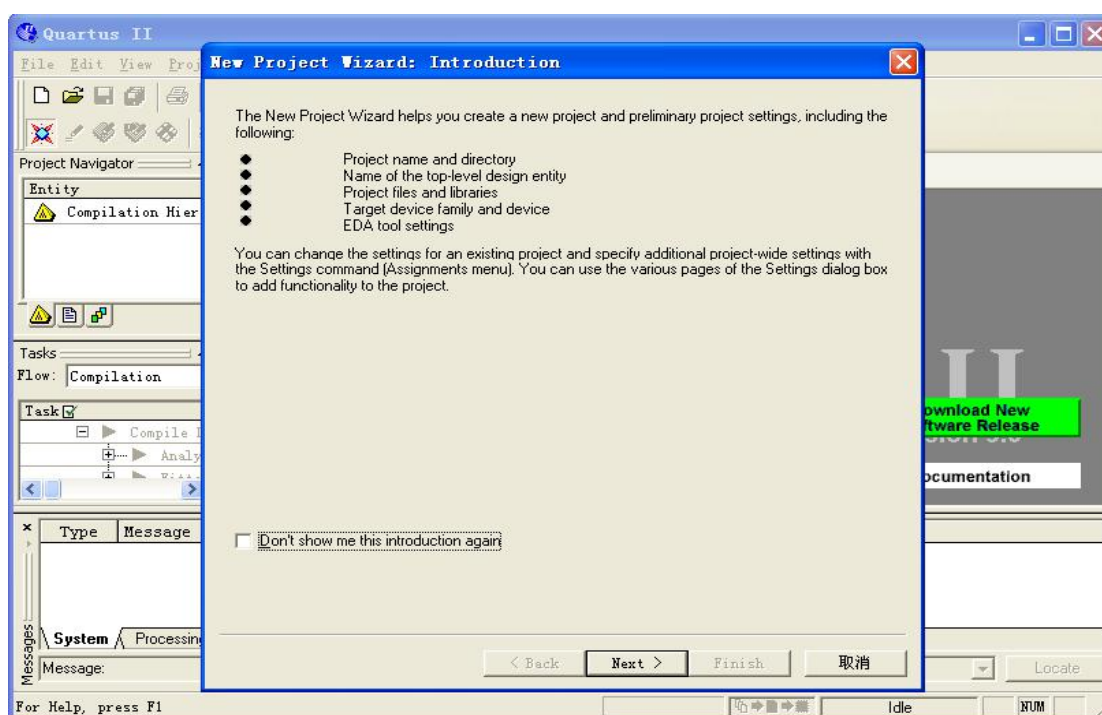 Quartus II
File Edit View Proj
New Project Wizard: Introduction
The New Project Wizard helps you create a new project and preliminary project settings, including the
following:
Project name and directory
Name of the top-level design entity
Project files and libraries
Target device family and device
EDA tool settings
You can change the settings for an existing project and specify additional project-wide settings with
the Settings command (Assignments menu). You can use the various pages of the Settings dialog box
to add functionality to the project.
Don't show me this introduction again
< Back
Next >
Finish
取消
Project Navigator
Entity
Compilation Hier
Tasks
Flow: Compilation
Task
Compile
Analy
II
ownload New
ftware Release
ocumentation
Type Message
System Processin
Messages
Message:
Locate
For Help, press F1
Idle
NUM